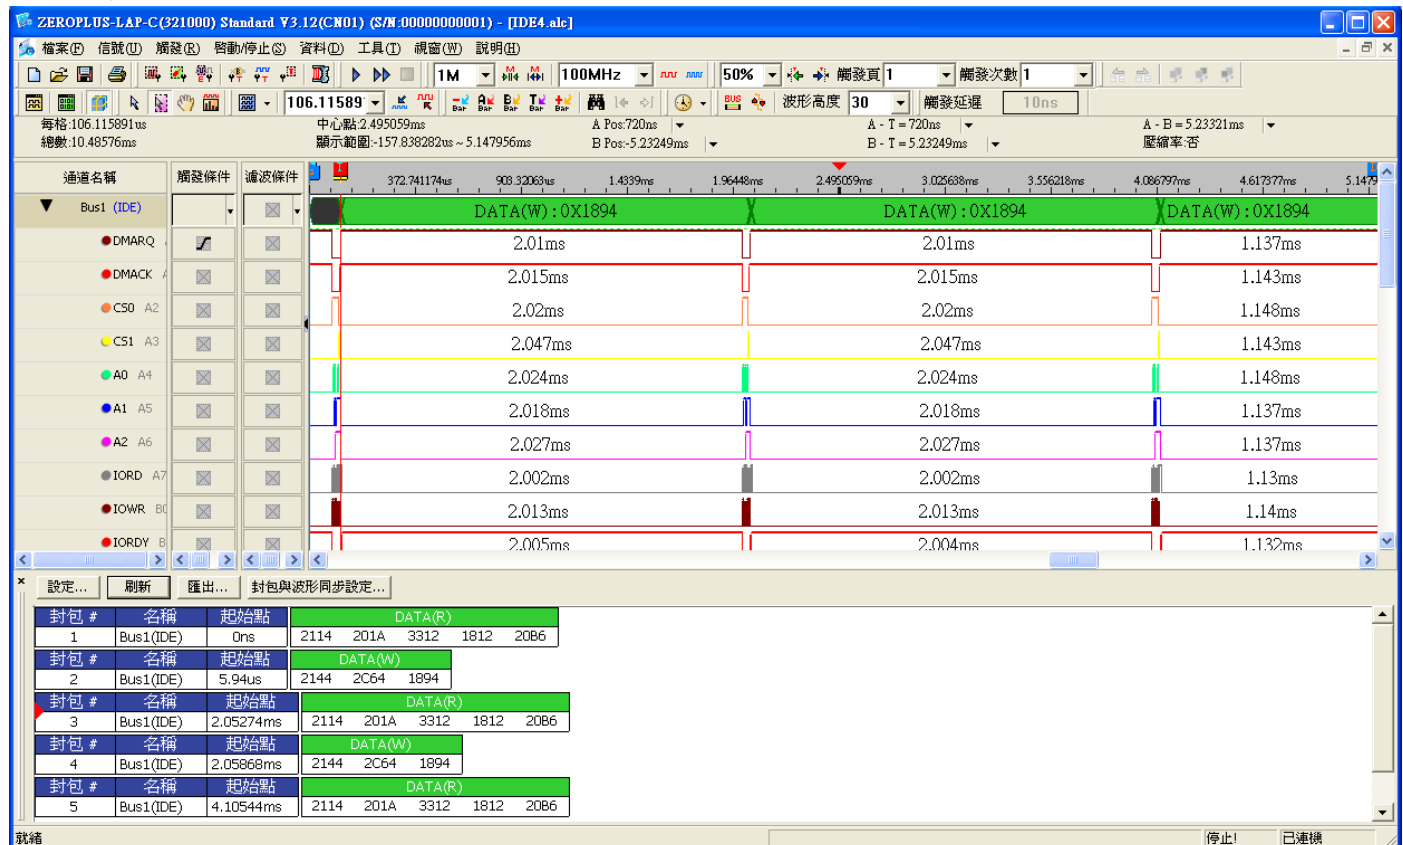 ZEROPLUS-LAP-C(321000) Standard V3.12(CN01) (S/N:00000000001) - [IDE4.alc]
檔案(F) 信號(U) 觸發(R) 啓動/停止(S) 資料(D) 工具(T) 視窗(W) 說明(H)
1M 100MHz 50% 觸發頁 1 觸發次數 1
106.11589 Bar Bar Bar Bar Bar BUS 波形高度 30 觸發延遲 10ns
每格:106.115891us 中心點:2.495059ms A Pos:720ns A - T = 720ns A - B = 5.23321ms
總數:10.48576ms 顯示範圍:-157.838282us ~ 5.147956ms B Pos:-5.23249ms B - T = 5.23249ms 壓縮率:否
通道名稱 觸發條件 濾波條件 372.741174us 903.32063us 1.4339ms 1.96448ms 2.495059ms 3.025638ms 3.556218ms 4.086797ms 4.617377ms 5.1479
Bus1 (IDE) DATA(W) : 0X1894 DATA(W) : 0X1894 DATA(W) : 0X1894
DMARQ 2.01ms 2.01ms 1.137ms
DMACK 2.015ms 2.015ms 1.143ms
CS0 A2 2.02ms 2.02ms 1.148ms
CS1 A3 2.047ms 2.047ms 1.143ms
A0 A4 2.024ms 2.024ms 1.148ms
A1 A5 2.018ms 2.018ms 1.137ms
A2 A6 2.027ms 2.027ms 1.137ms
IORD A7 2.002ms 2.002ms 1.13ms
IOWR B0 2.013ms 2.013ms 1.14ms
IORDY B 2.005ms 2.004ms 1.132ms
設定... 刷新 匯出... 封包與波形同步設定...
封包 # 名稱 起始點 DATA(R)
1 Bus1(IDE) 0ns 2114 201A 3312 1812 20B6
封包 # 名稱 起始點 DATA(W)
2 Bus1(IDE) 5.94us 2144 2C64 1894
封包 # 名稱 起始點 DATA(R)
3 Bus1(IDE) 2.05274ms 2114 201A 3312 1812 20B6
封包 # 名稱 起始點 DATA(W)
4 Bus1(IDE) 2.05868ms 2144 2C64 1894
封包 # 名稱 起始點 DATA(R)
5 Bus1(IDE) 4.10544ms 2114 201A 3312 1812 20B6
就緒 停止! 已連機